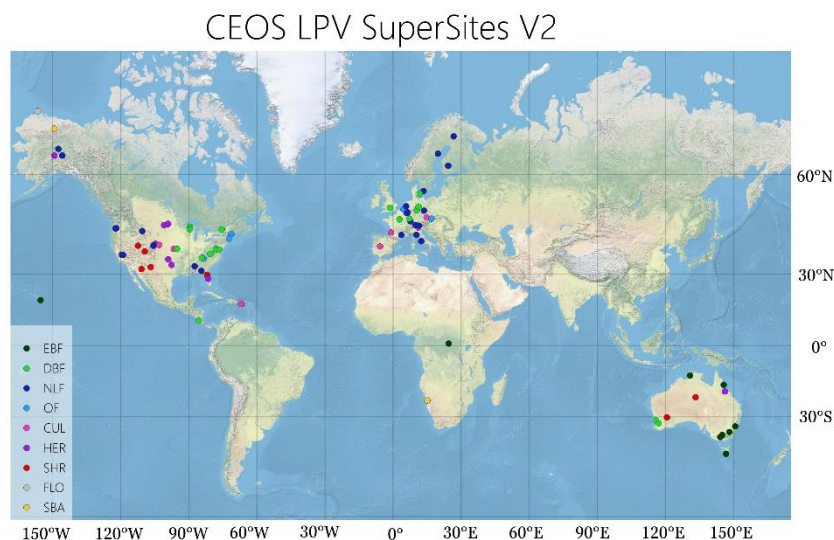 CEOS LPV SuperSites V2
60°N
30°N
0°
30°S
EBF
DBF
NLF
OF
CUL
HER
SHR
FLO
SBA
150°W 120°W 90°W 60°W 30°W 0° 30°E 60°E 90°E 120°E 150°E